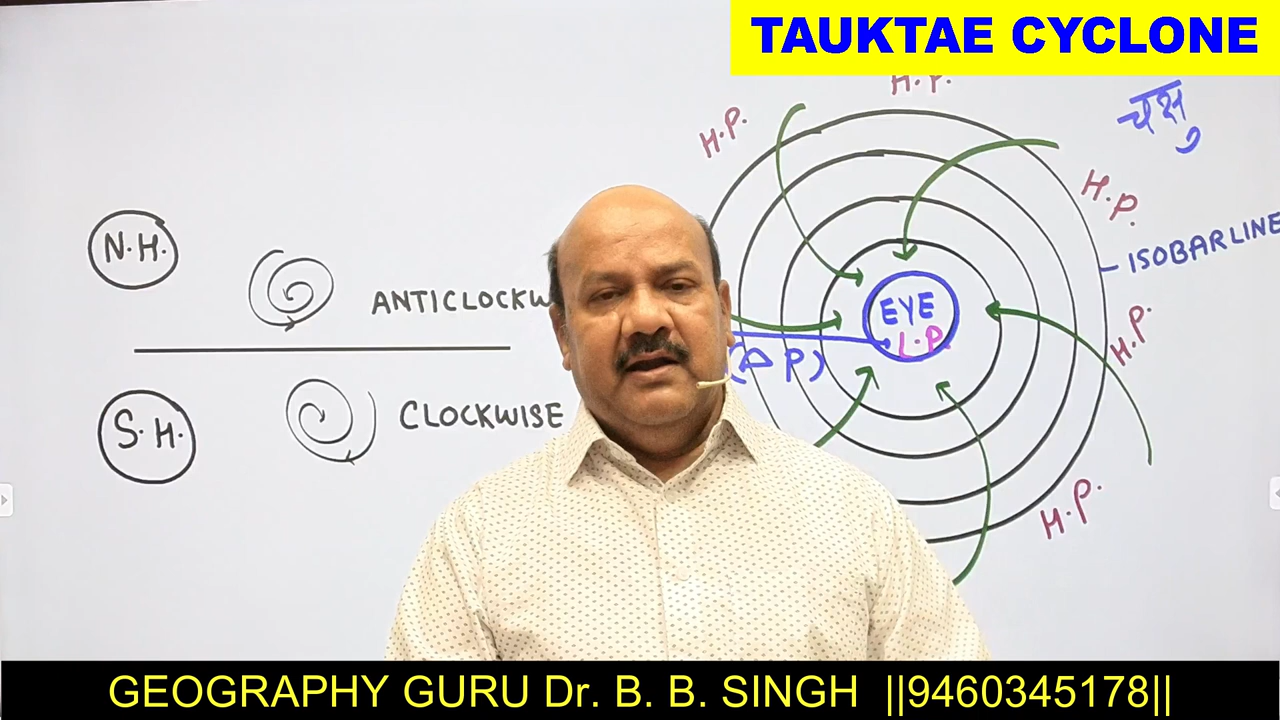 TAUKTAE CYCLONE
H.P.
H.P.
चक्षु
H.P.
ISOBARLINE
N.H.
ANTICLOCKW
EYE
L.P.
H.P.
(△P)
S.H.
CLOCKWISE
H.P.
GEOGRAPHY GURU Dr. B. B. SINGH ||9460345178||